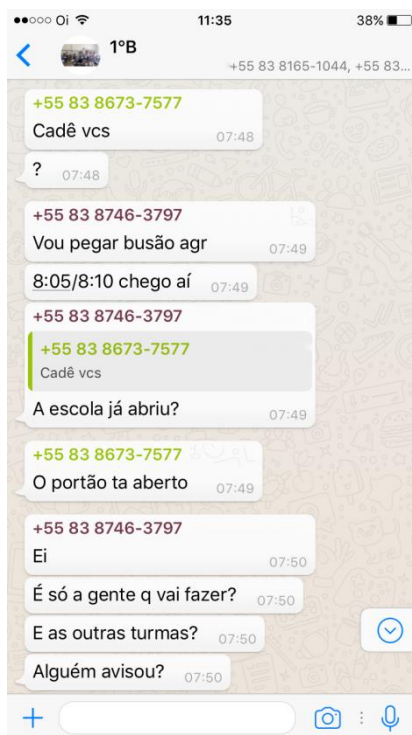 ●●○○○ Oi 11:35 38%
1ºB
+55 83 8165-1044, +55 83...
+55 83 8673-7577
Cadê vcs 07:48
? 07:48
+55 83 8746-3797
Vou pegar busão agr 07:49
8:05/8:10 chego aí 07:49
+55 83 8746-3797
+55 83 8673-7577
Cadê vcs
A escola já abriu? 07:49
+55 83 8673-7577
O portão ta aberto 07:49
+55 83 8746-3797
Ei 07:50
É só a gente q vai fazer? 07:50
E as outras turmas? 07:50
Alguém avisou? 07:50